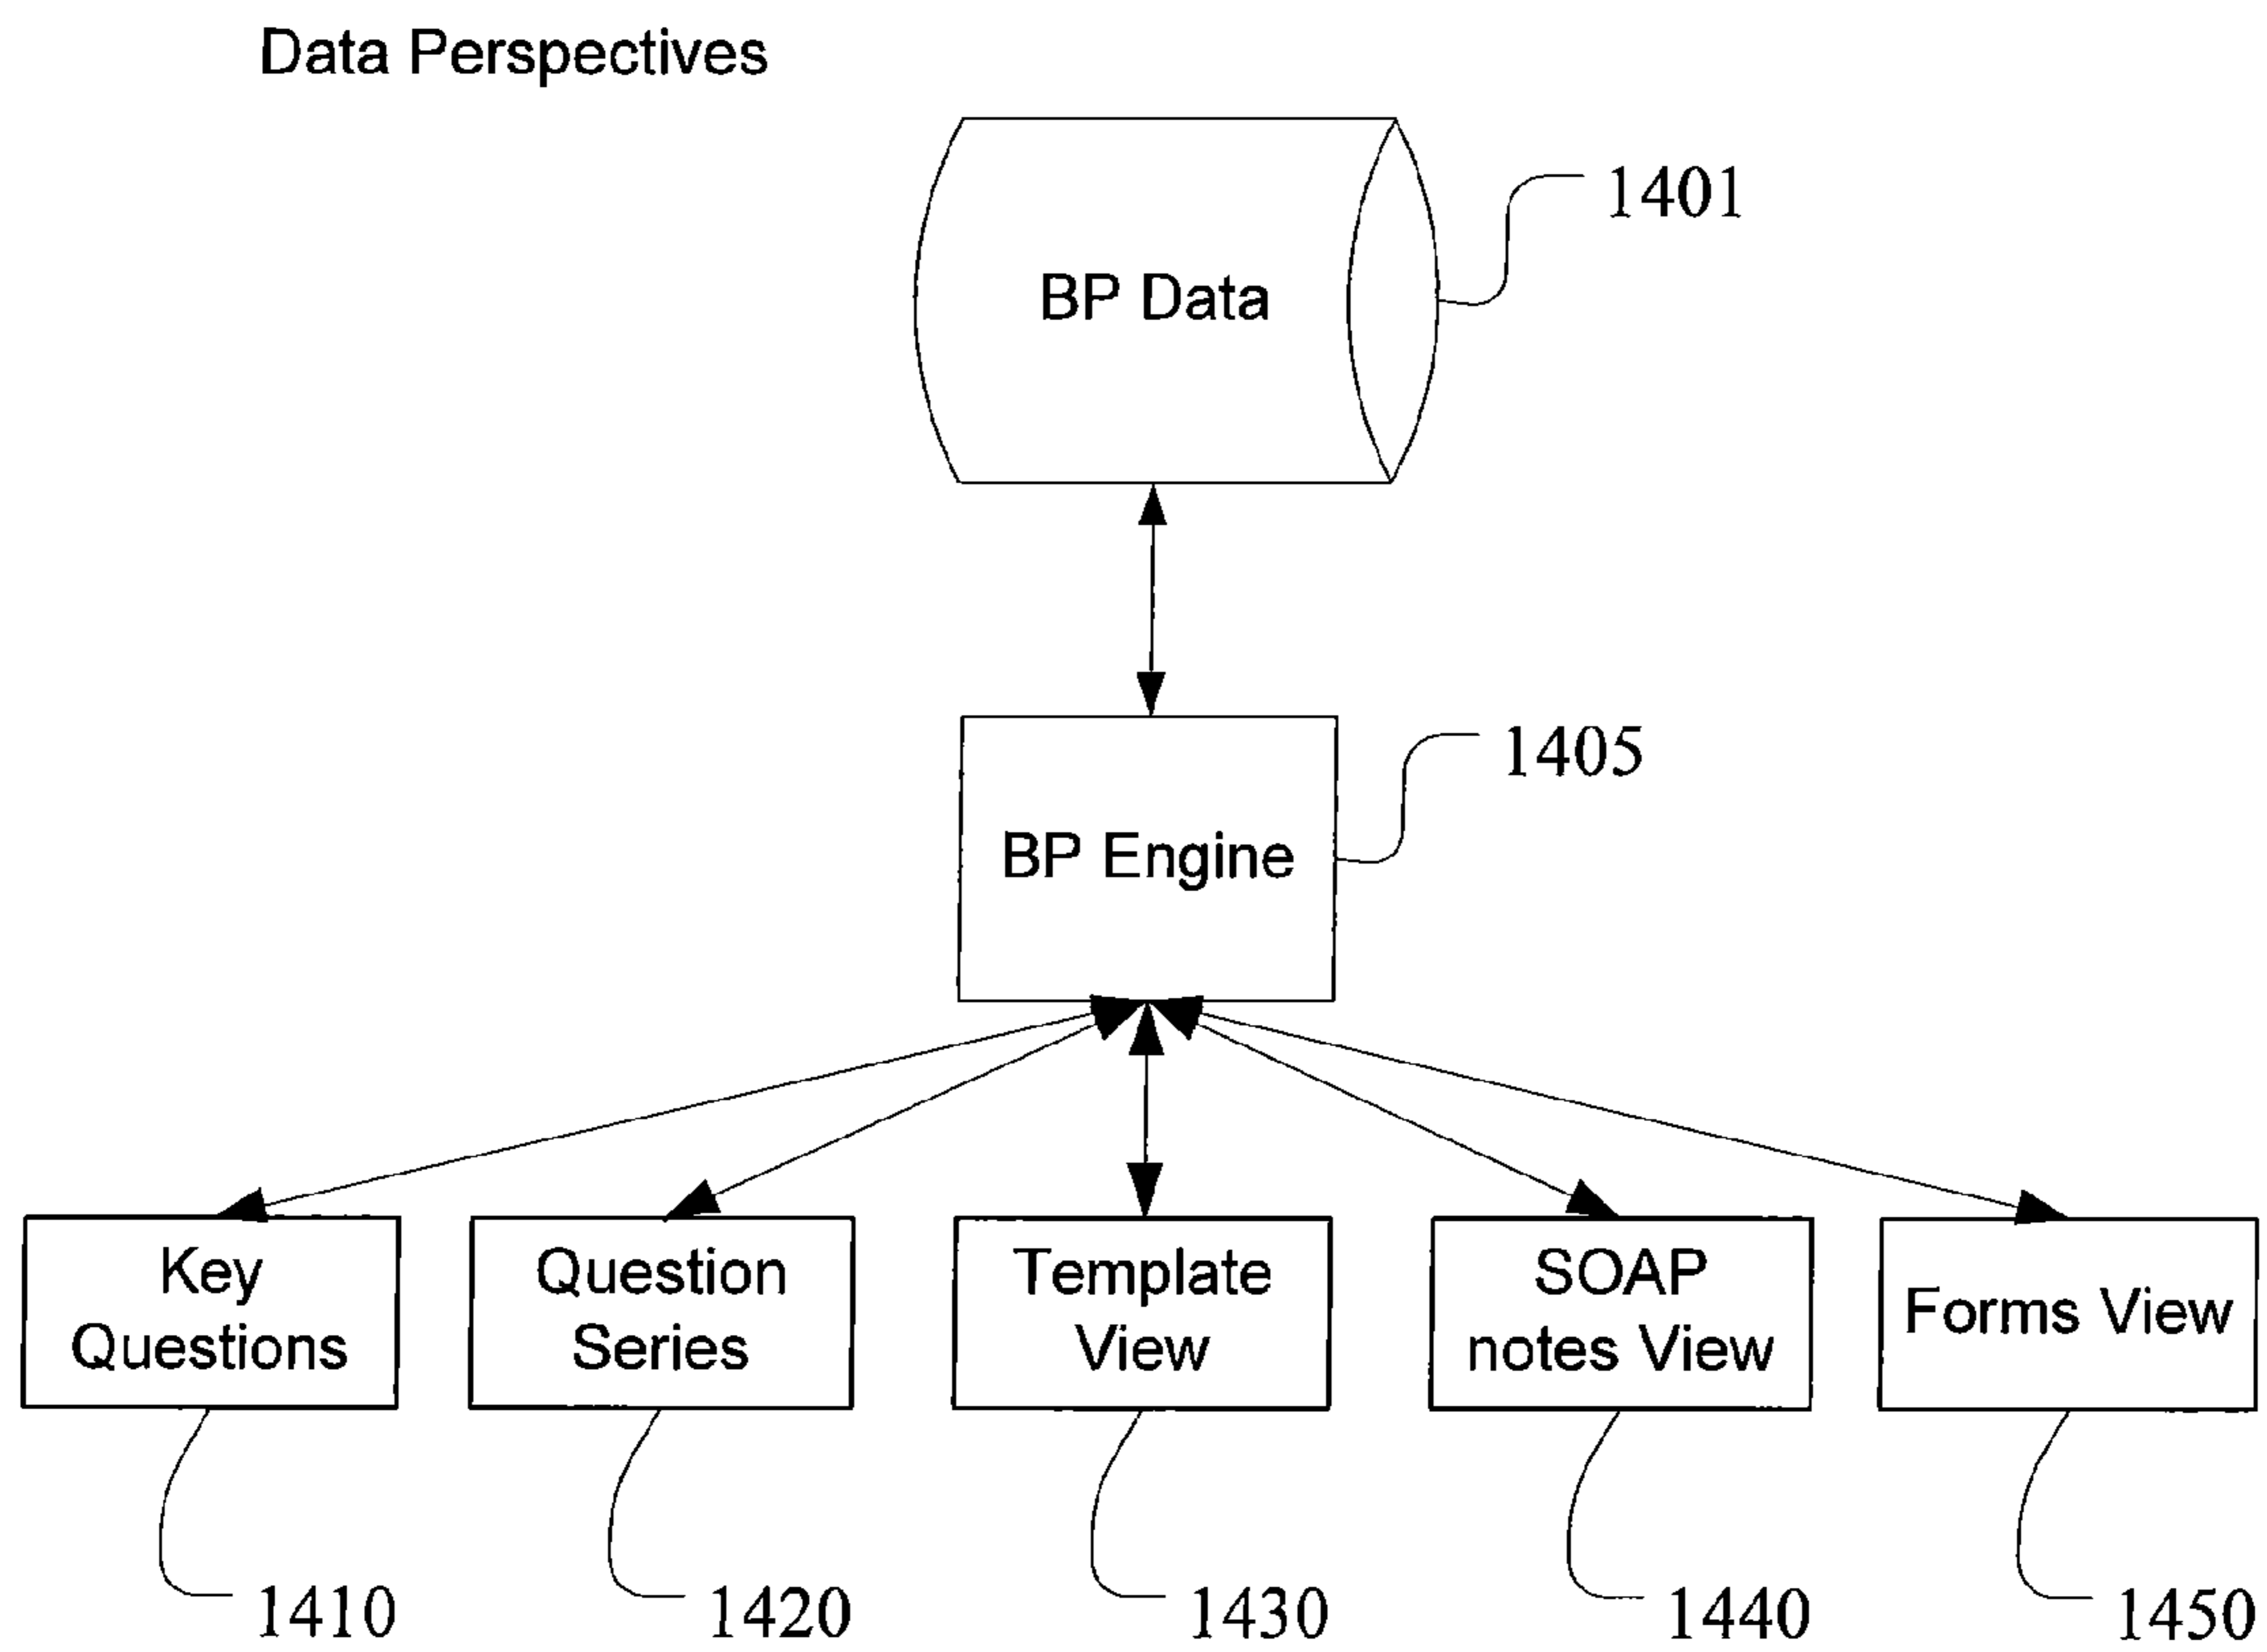 Data Perspectives
1401
BP Data
1405
BP Engine
Key
Questions
Question
Series
Template
View
SOAP
notes View
Forms View
1410
1420
1430
1440
1450